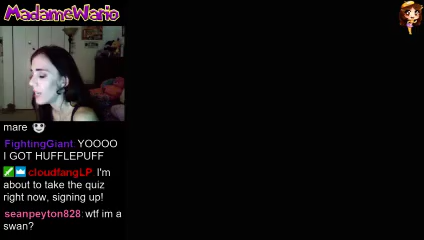 MadameWario
mare
FightingGiant: YOOOO
I GOT HUFFLEPUFF
cloudfangLP: I'm
about to take the quiz
right now, signing up!
seanpeyton828: wtf im a
swan?